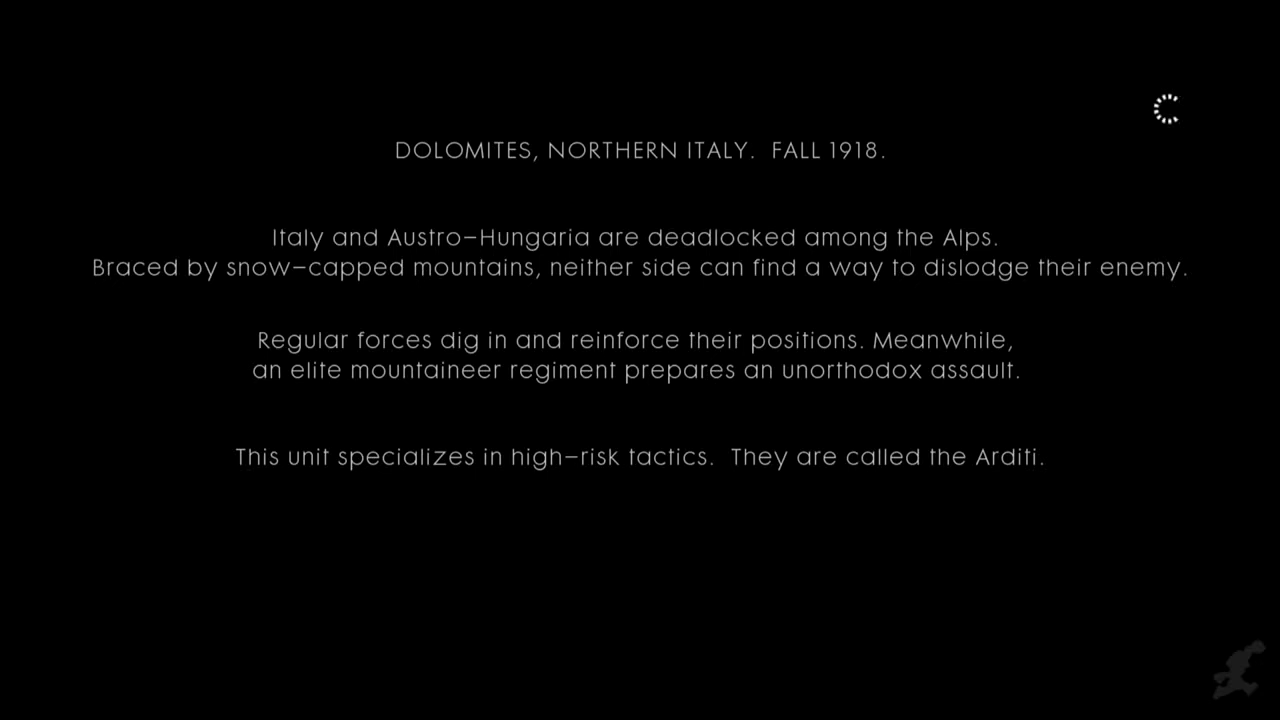 DOLOMITES, NORTHERN ITALY.  FALL 1918.
Italy and Austro-Hungaria are deadlocked among the Alps.
Braced by snow-capped mountains, neither side can find a way to dislodge their enemy.
Regular forces dig in and reinforce their positions. Meanwhile,
an elite mountaineer regiment prepares an unorthodox assault.
This unit specializes in high-risk tactics.  They are called the Arditi.